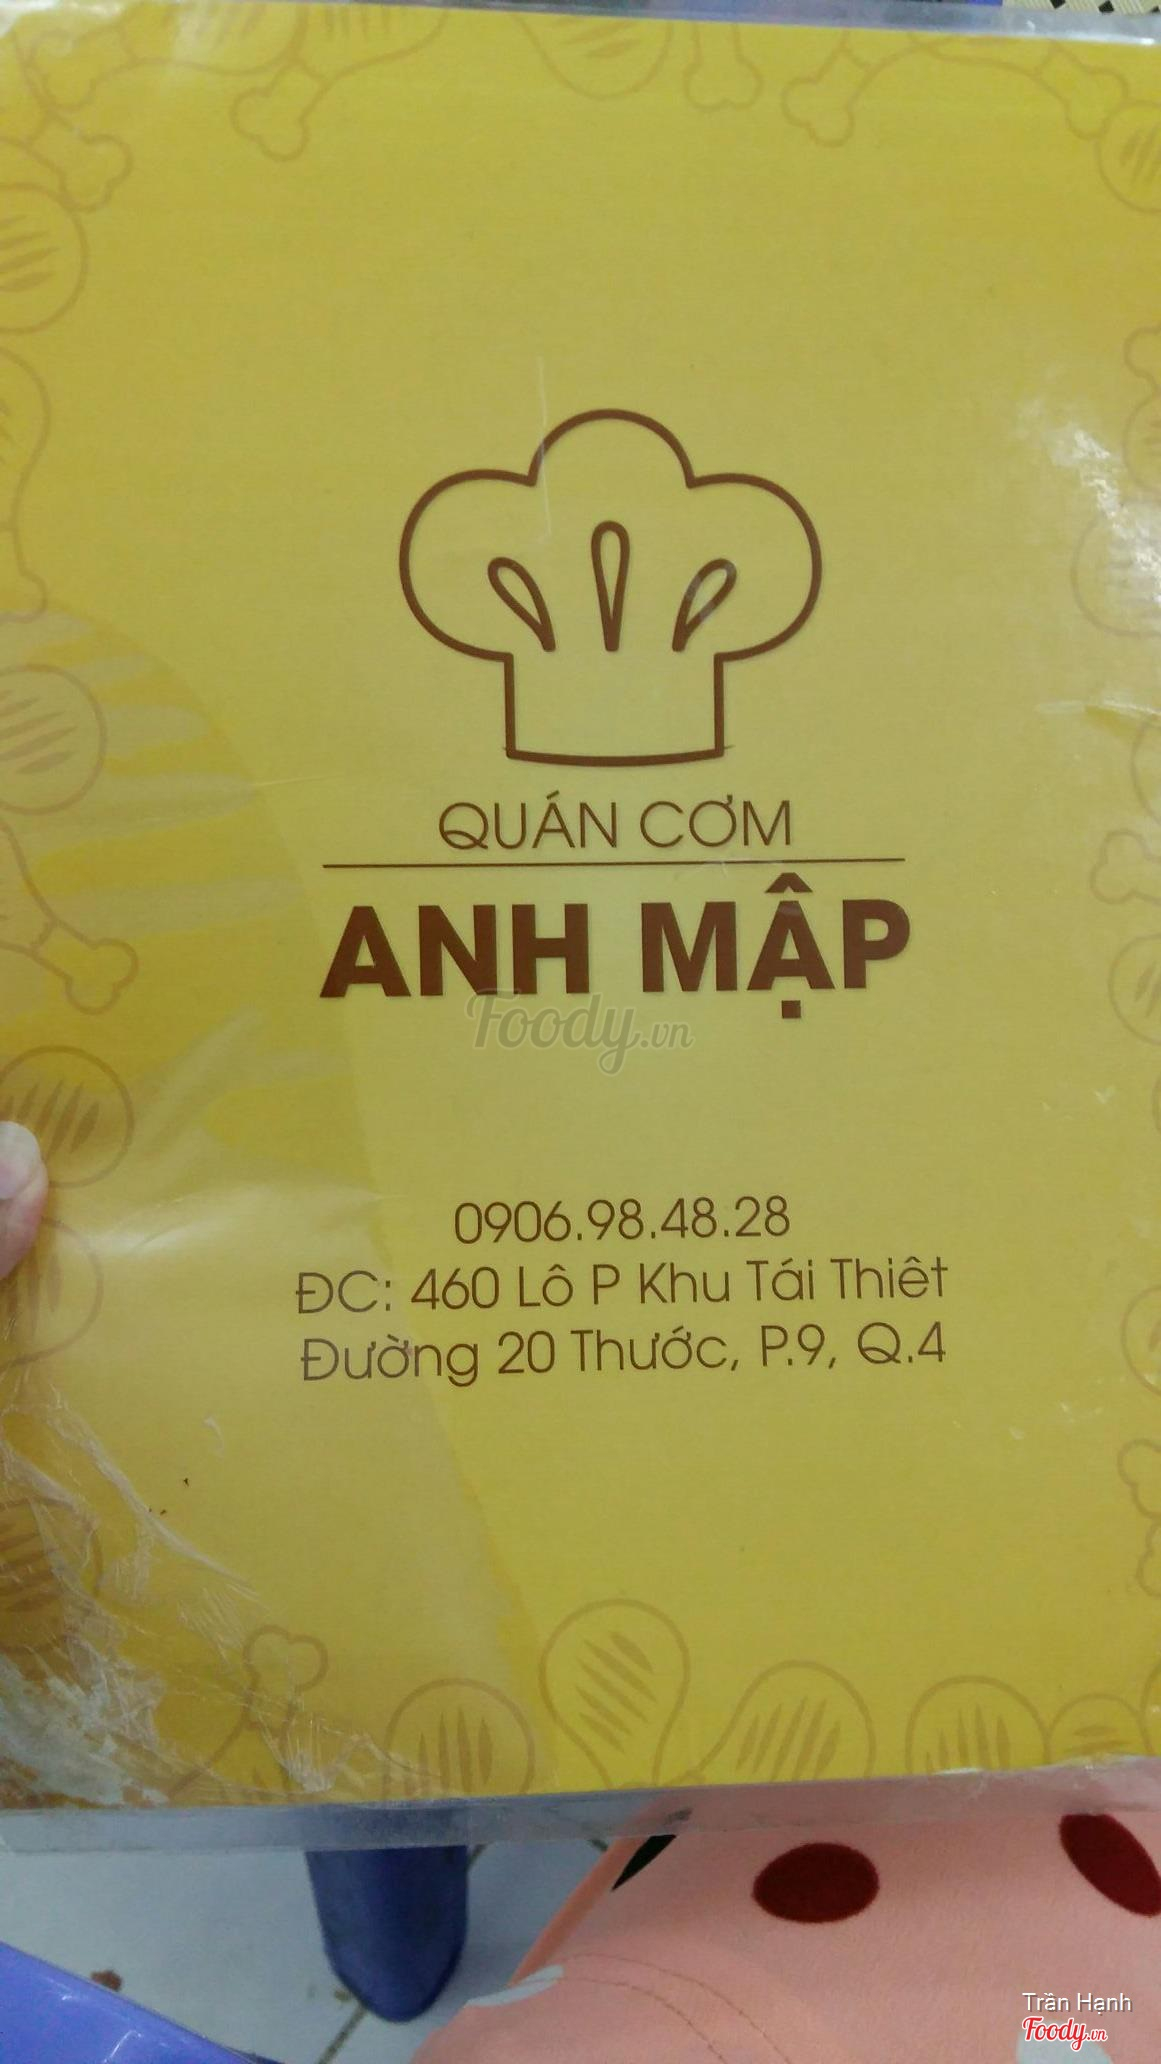 QUÁN CƠM
ANH MẬP
Foody.vn
0906.98.48.28
ĐC: 460 Lô P Khu Tái Thiêt
Đường 20 Thước, P.9, Q.4
Trần Hạnh
Foody.vn